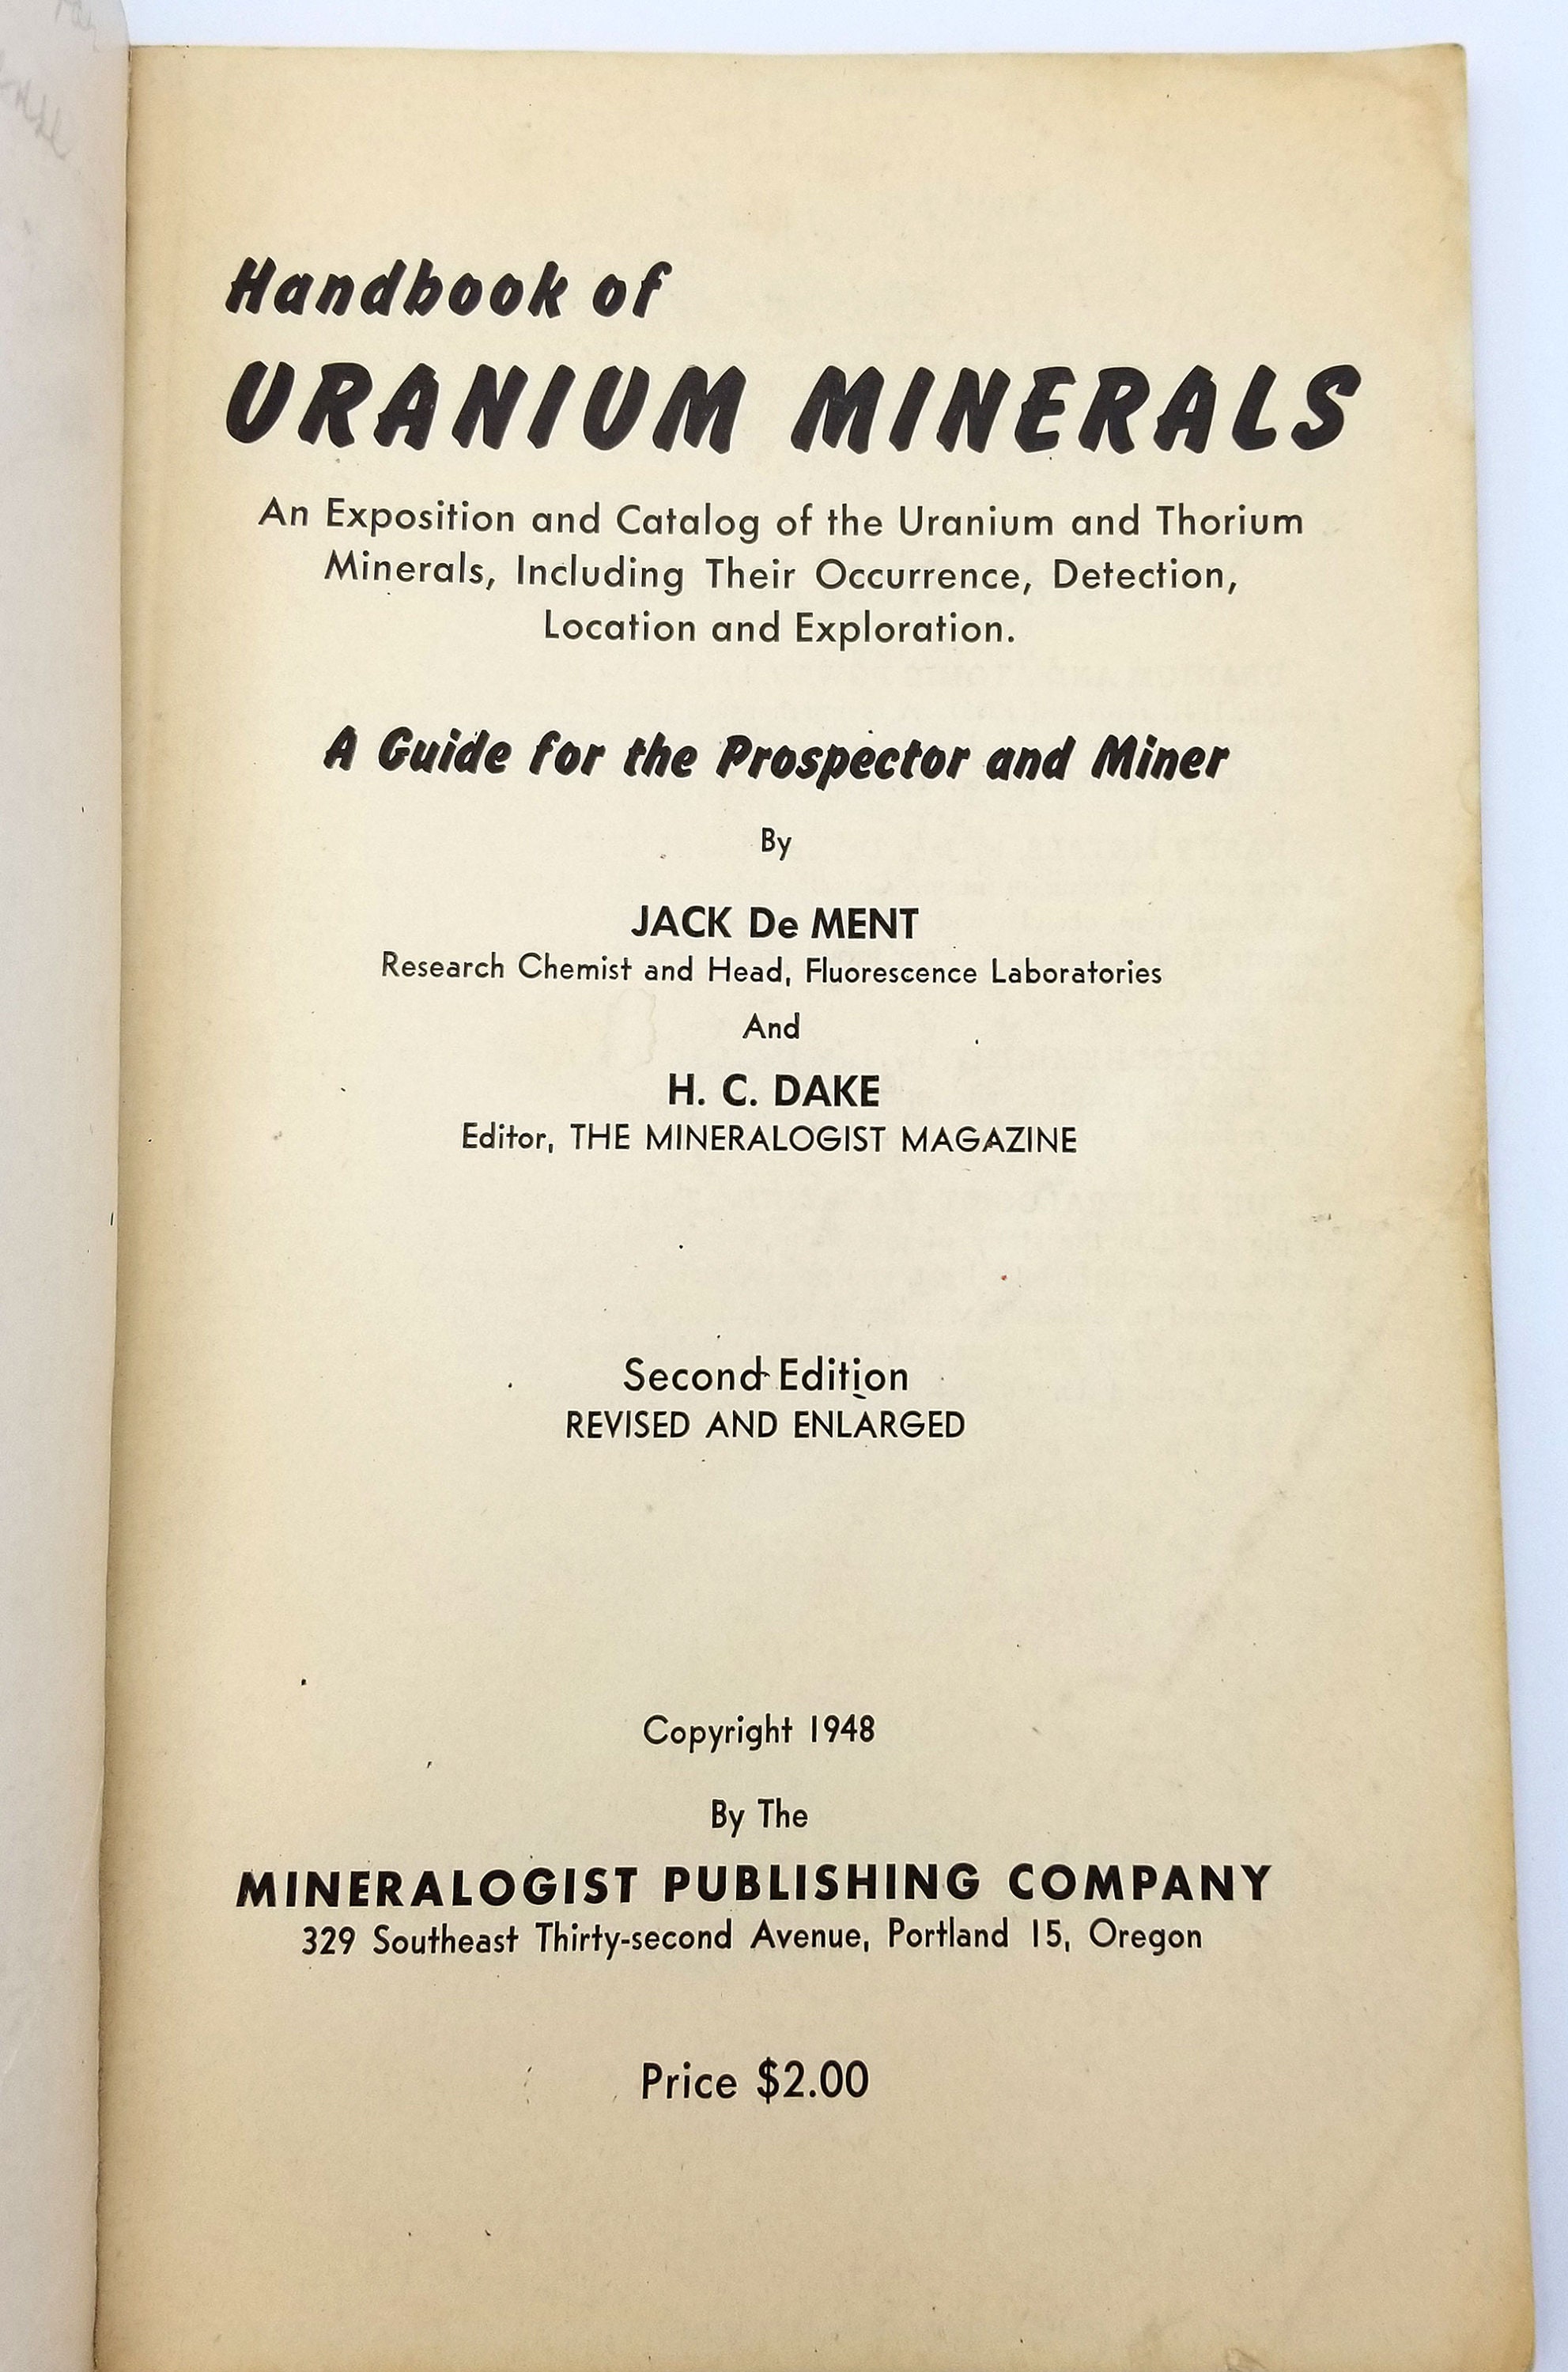 Handbook of
URANIUM MINERALS
An Exposition and Catalog of the Uranium and Thorium
Minerals, Including Their Occurrence, Detection,
Location and Exploration.
A Guide for the Prospector and Miner
By
JACK De MENT
Research Chemist and Head, Fluorescence Laboratories
And
H. C. DAKE
Editor, THE MINERALOGIST MAGAZINE
Second Edition
REVISED AND ENLARGED
Copyright 1948
By The
MINERALOGIST PUBLISHING COMPANY
329 Southeast Thirty-second Avenue, Portland 15, Oregon
Price $2.00